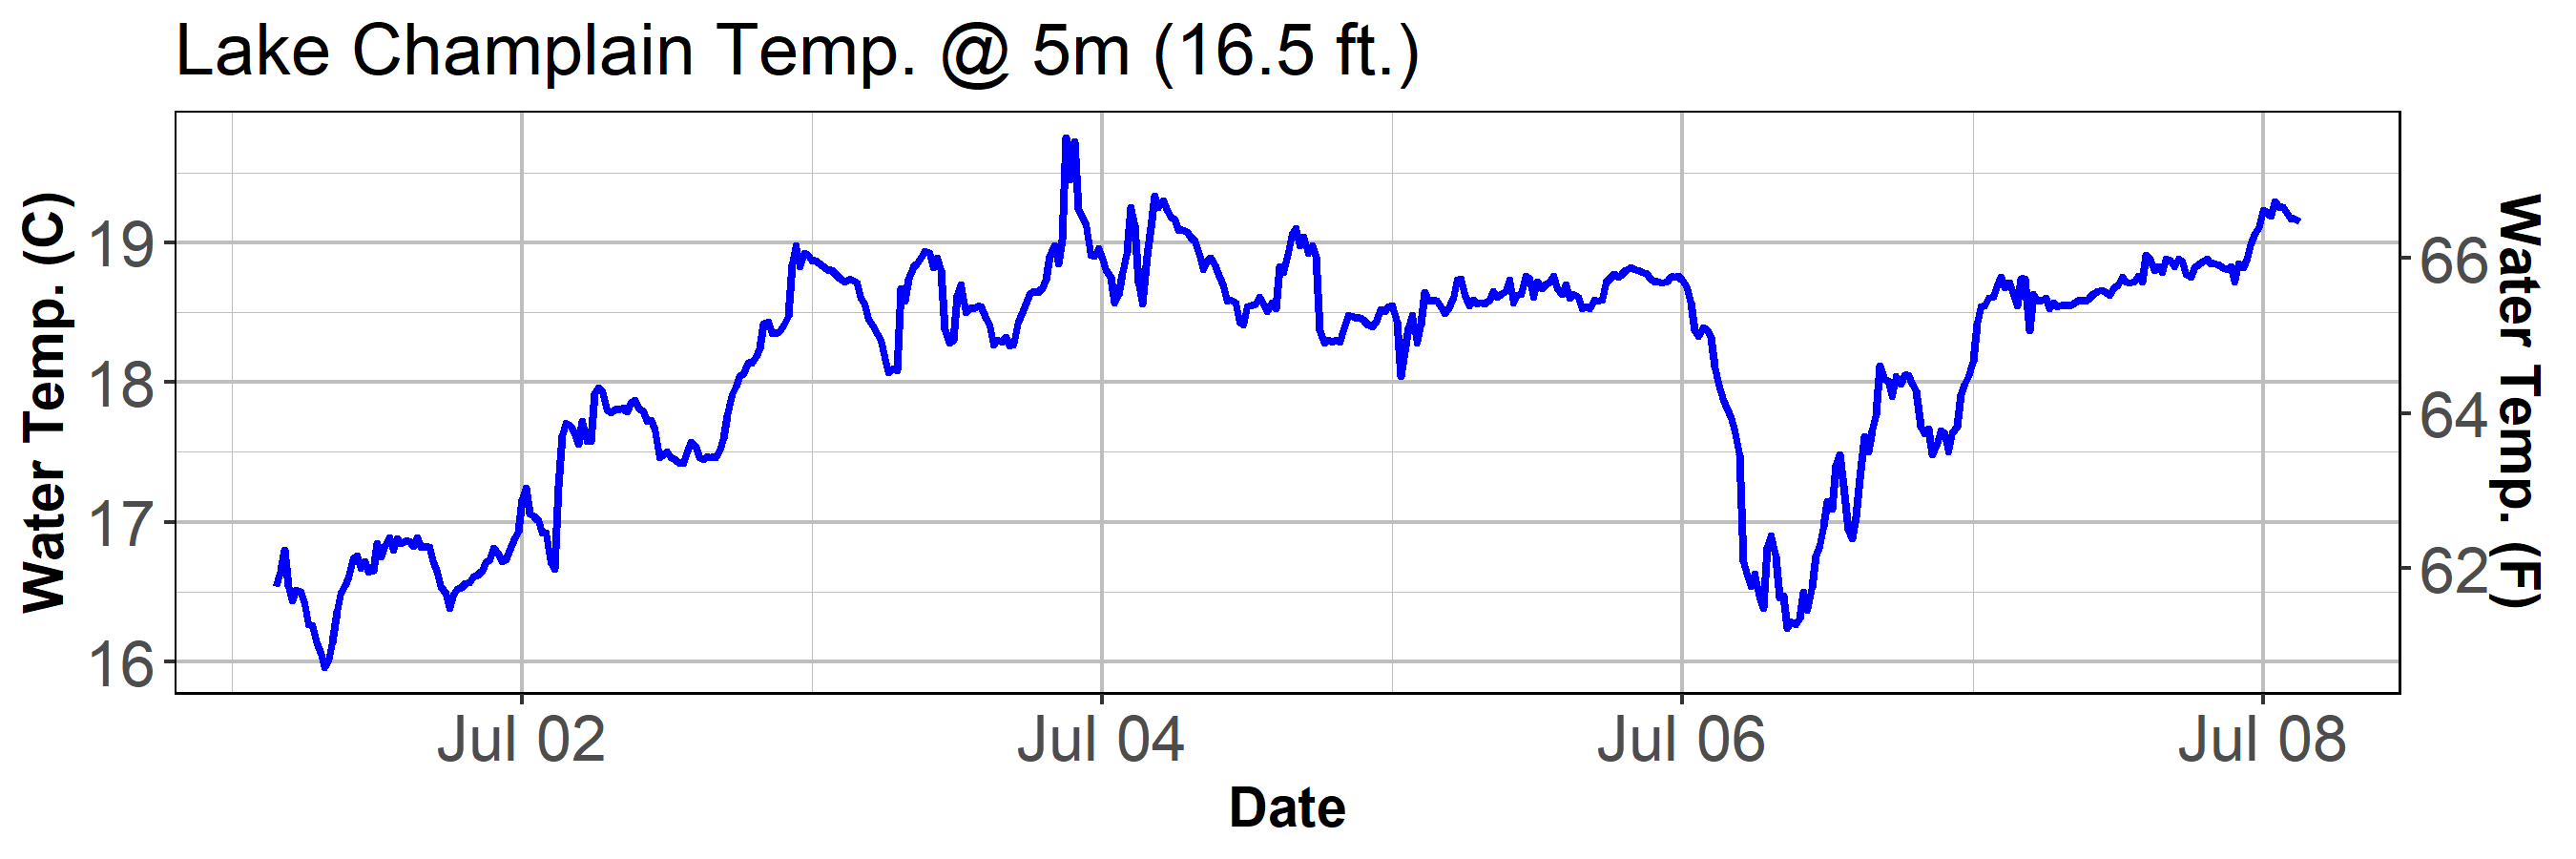 Lake Champlain Temp. @ 5m (16.5 ft.)
Water Temp. (C)
19
18
17
16
66
64
62
Water Temp. (F)
Jul 02
Jul 04
Jul 06
Jul 08
Date